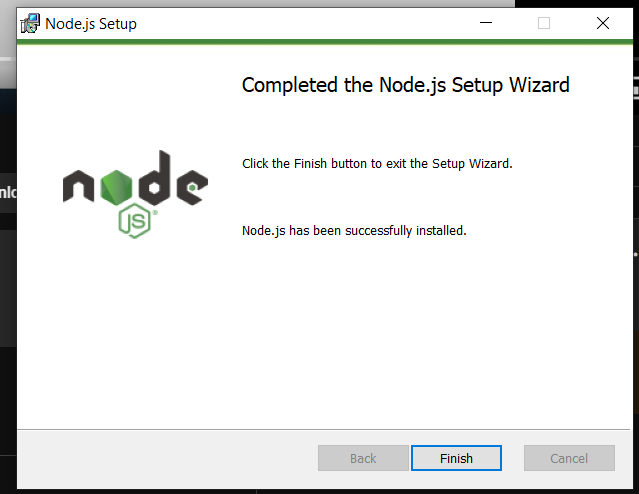 Node.js Setup
Completed the Node.js Setup Wizard
Click the Finish button to exit the Setup Wizard.
node
JS
Node.js has been successfully installed.
Back
Finish
Cancel